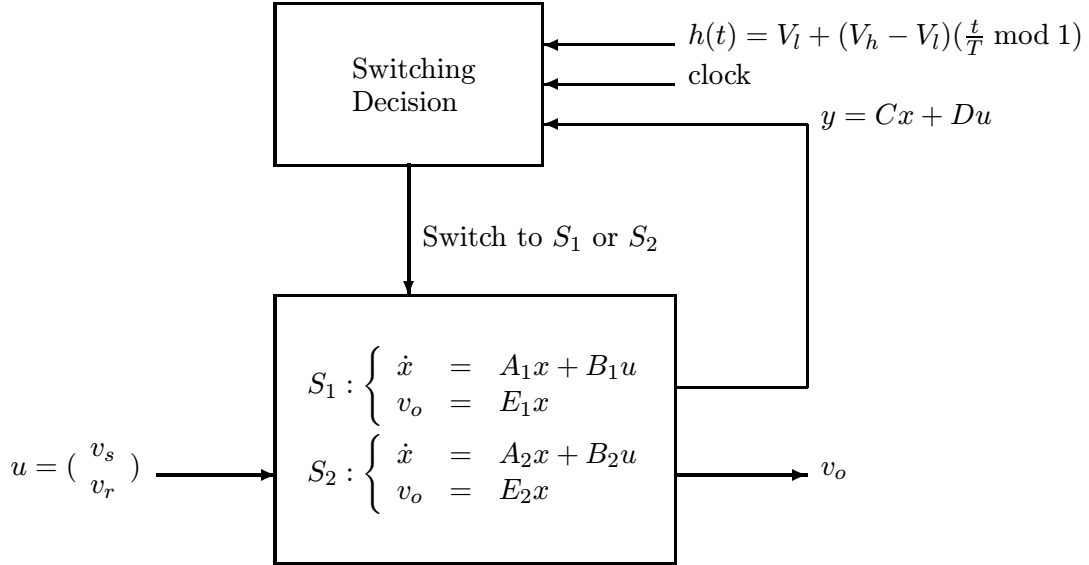 h(t) = V_l + (V_h − V_l)(\frac{t}{T} mod 1)
Switching
Decision
clock
y = Cx + Du
Switch to S_1 or S_2
S_1 : { ẋ = A_1x + B_1u
v_o = E_1x
S_2 : { ẋ = A_2x + B_2u
v_o = E_2x
u = ( v_s
v_r )
v_o